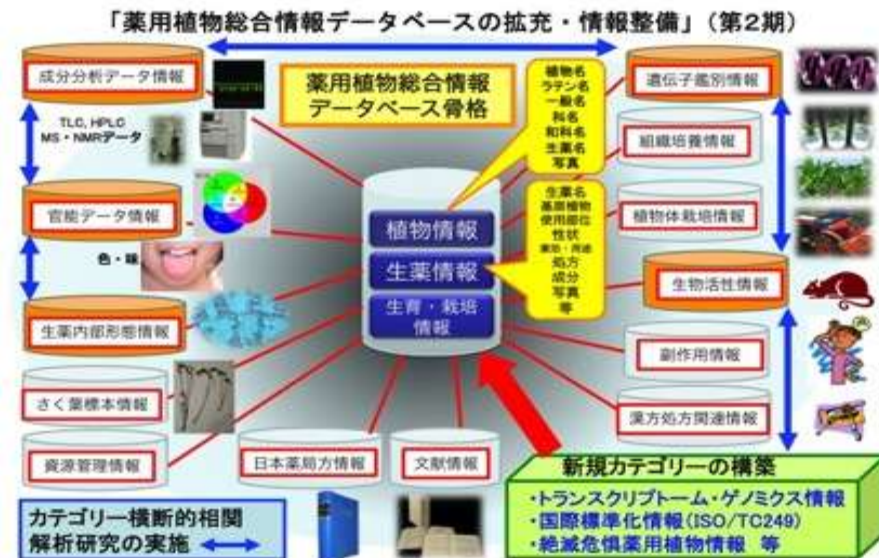 「薬用植物総合情報データベースの拡充・情報整備」(第2期)
成分分析データ情報
TLC, HPLC
MS・NMRデータ
官能データ情報
色・味
生薬内部形態情報
さく葉標本情報
資源管理情報
薬用植物総合情報
データベース骨格
植物名
ラテン名
一般名
科名
和科名
生薬名
写真
生薬名
基原植物
使用部位
性状
薬効・用途
処方
成分
写真
等
植物情報
生薬情報
生育・栽培
情報
遺伝子鑑別情報
組織培養情報
植物体栽培情報
生物活性情報
副作用情報
漢方処方関連情報
日本薬局方情報
文献情報
カテゴリー横断的相関
解析研究の実施
新規カテゴリーの構築
・トランスクリプトーム・ゲノミクス情報
・国際標準化情報(ISO/TC249)
・絶滅危惧薬用植物情報 等